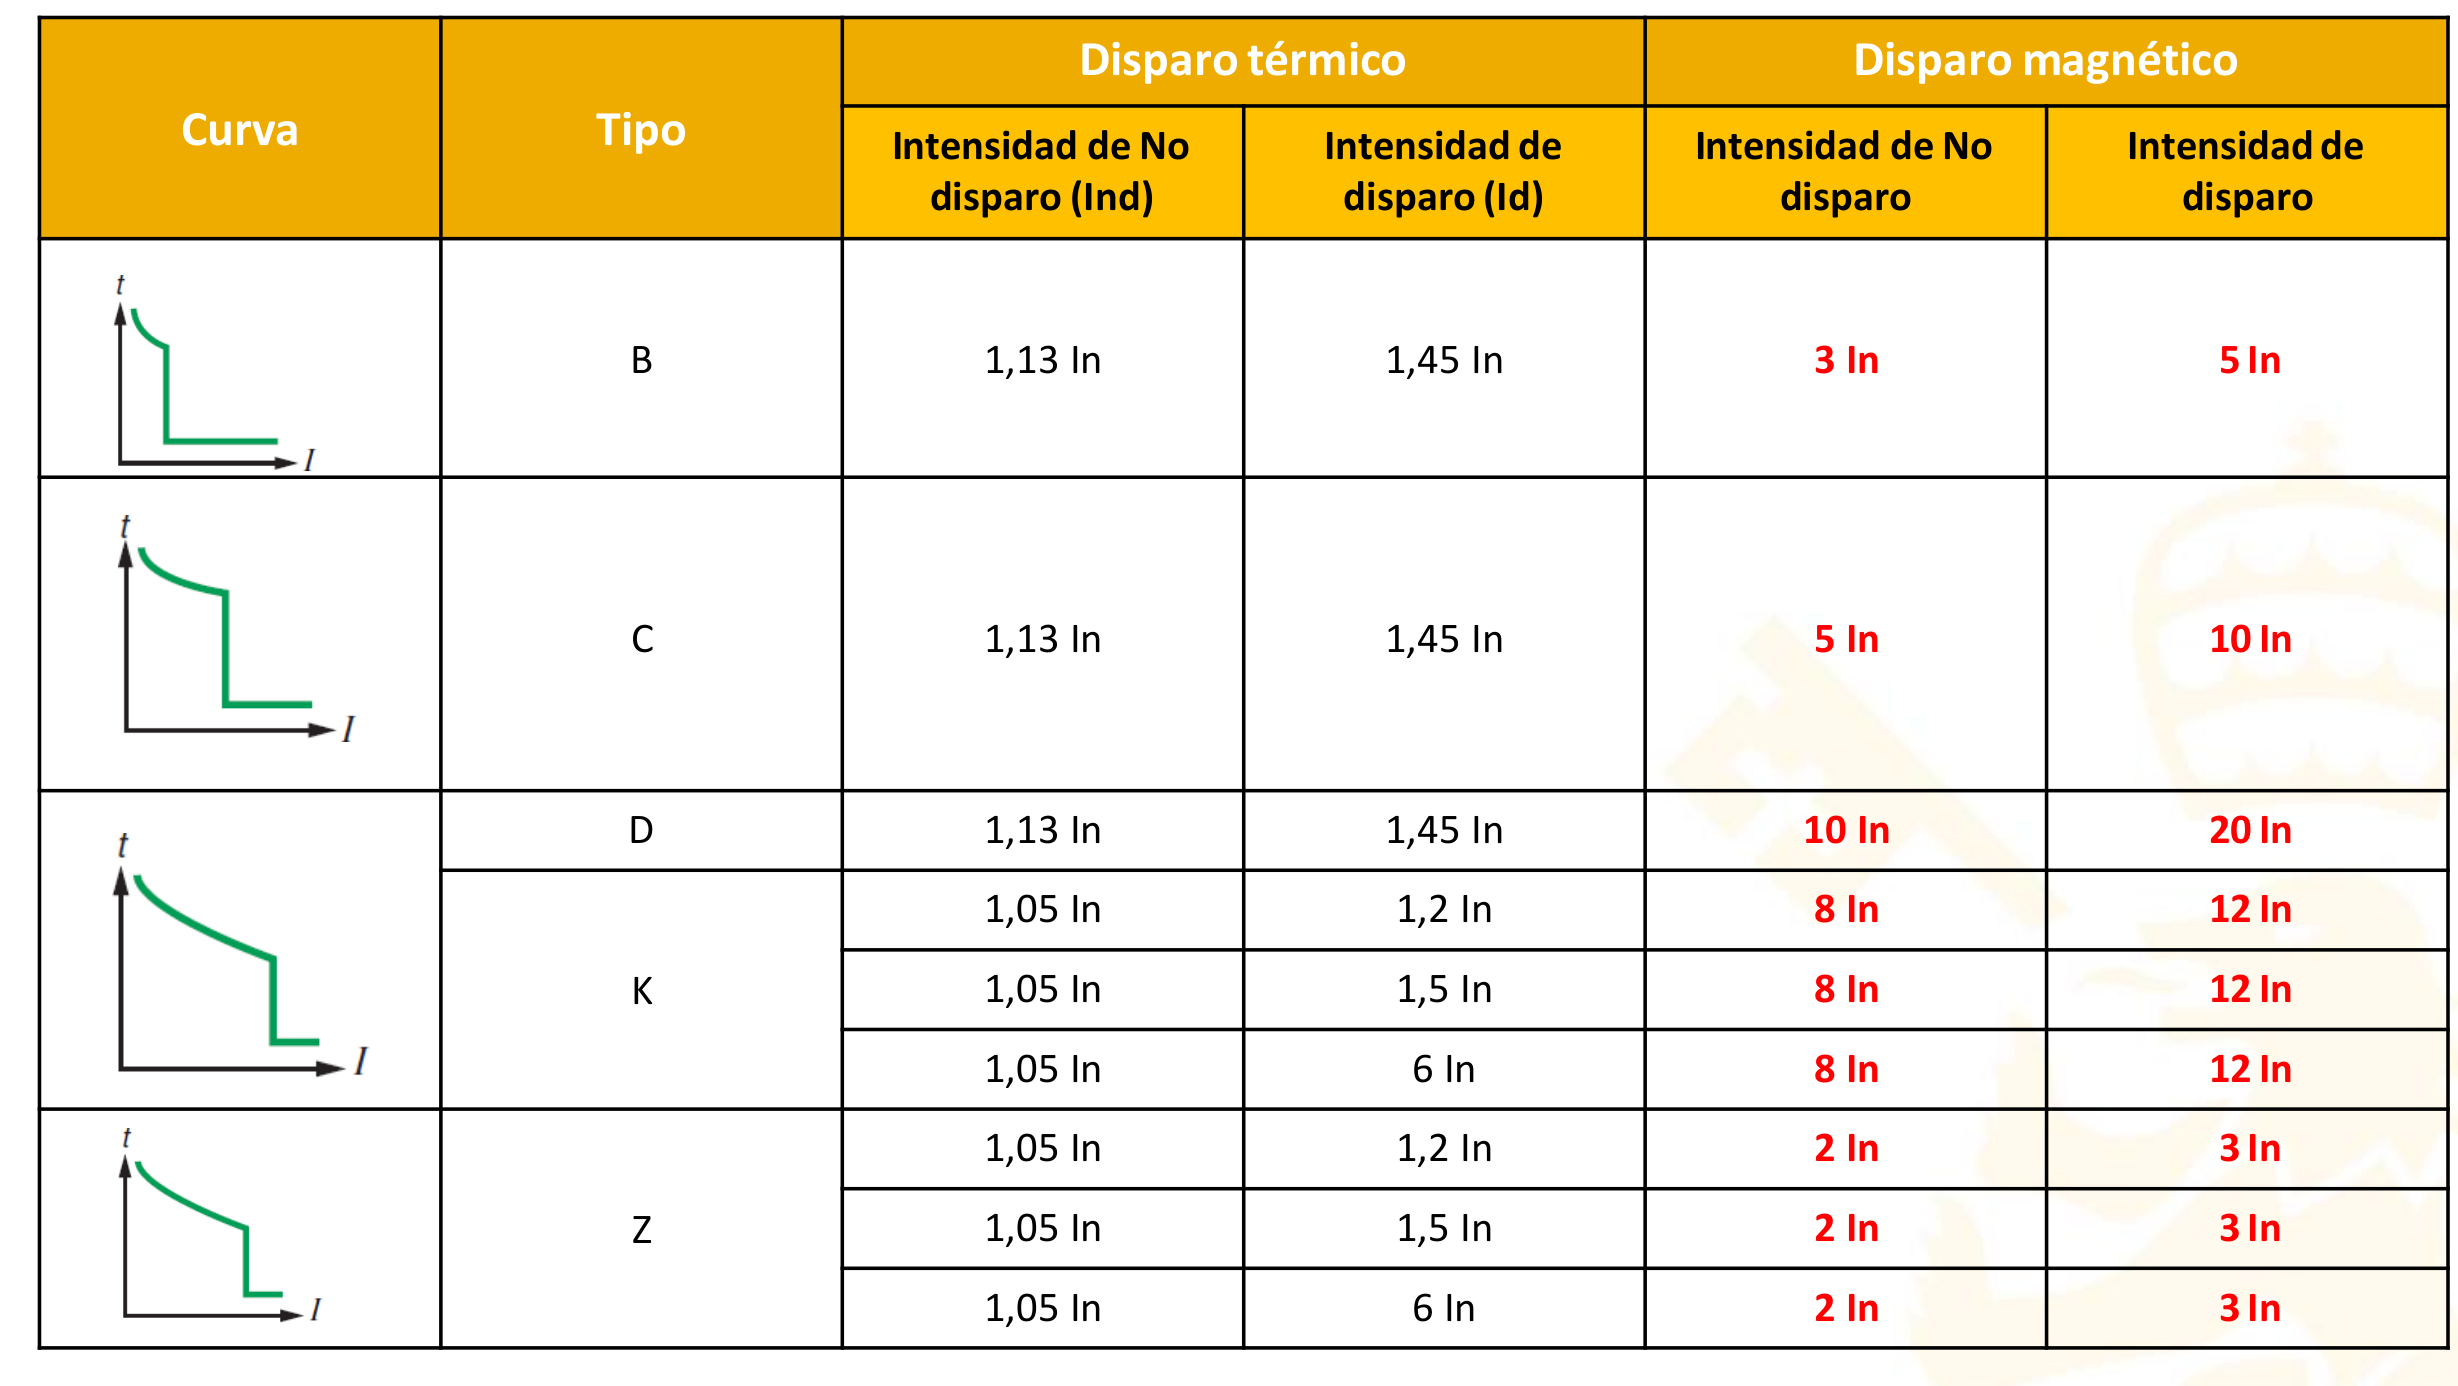 Curva
Tipo
Disparo térmico
Disparo magnético
Intensidad de No
disparo (Ind)
Intensidad de
disparo (Id)
Intensidad de No
disparo
Intensidad de
disparo
t
I
B
1,13 In
1,45 In
3 In
5 In
t
I
C
1,13 In
1,45 In
5 In
10 In
t
I
D
1,13 In
1,45 In
10 In
20 In
K
1,05 In
1,2 In
8 In
12 In
1,05 In
1,5 In
8 In
12 In
1,05 In
6 In
8 In
12 In
t
I
Z
1,05 In
1,2 In
2 In
3 In
1,05 In
1,5 In
2 In
3 In
1,05 In
6 In
2 In
3 In